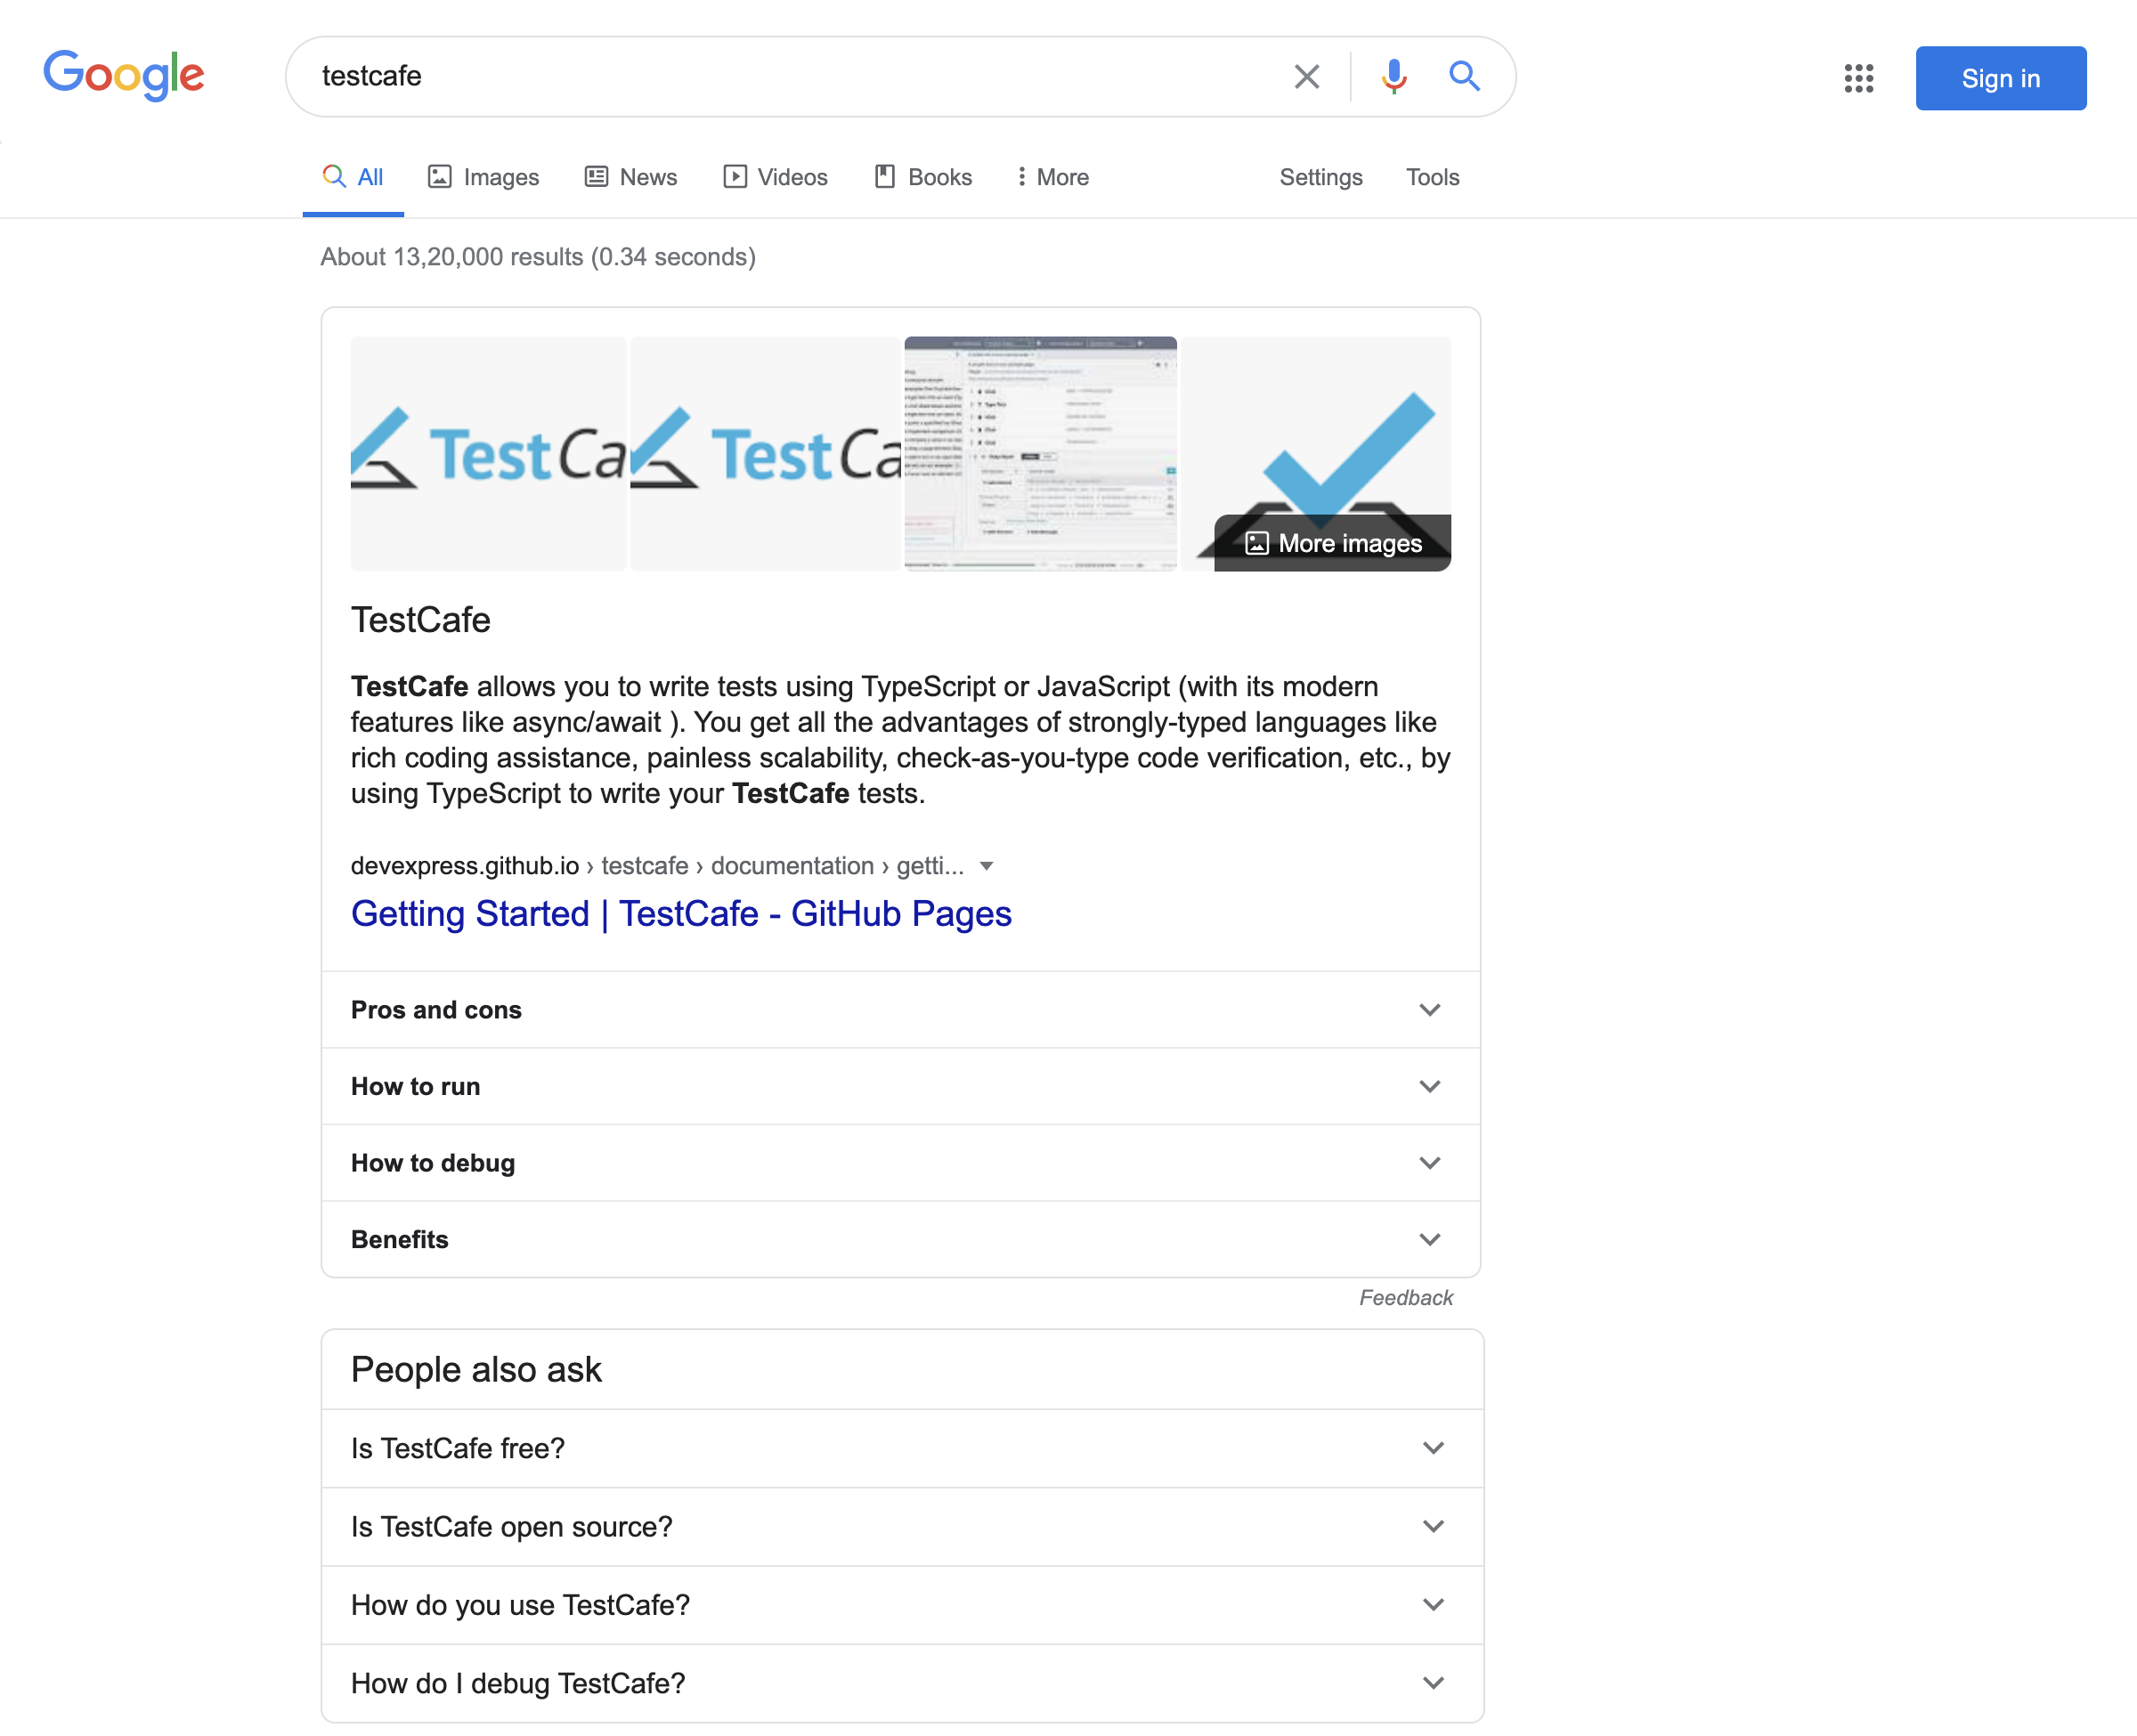 Google
testcafe
Sign in
All Images News Videos Books More Settings Tools
About 13,20,000 results (0.34 seconds)
TestCa TestCa
More images
TestCafe
TestCafe allows you to write tests using TypeScript or JavaScript (with its modern
features like async/await ). You get all the advantages of strongly-typed languages like
rich coding assistance, painless scalability, check-as-you-type code verification, etc., by
using TypeScript to write your TestCafe tests.
devexpress.github.io › testcafe › documentation › getti...
Getting Started | TestCafe - GitHub Pages
Pros and cons
How to run
How to debug
Benefits
Feedback
People also ask
Is TestCafe free?
Is TestCafe open source?
How do you use TestCafe?
How do I debug TestCafe?